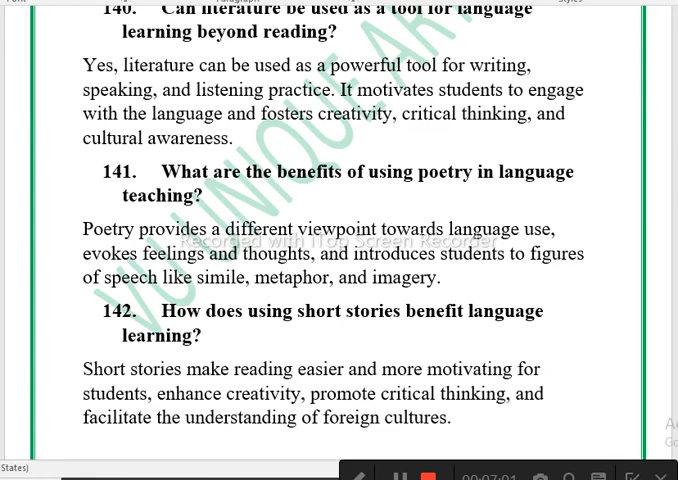 Paragraph
Styles
140. Can literature be used as a tool for language
learning beyond reading?
Yes, literature can be used as a powerful tool for writing,
speaking, and listening practice. It motivates students to engage
with the language and fosters creativity, critical thinking, and
cultural awareness.
141. What are the benefits of using poetry in language
teaching?
Poetry provides a different viewpoint towards language use,
Recorded with iTop Screen Recorder
evokes feelings and thoughts, and introduces students to figures
of speech like simile, metaphor, and imagery.
142. How does using short stories benefit language
learning?
Short stories make reading easier and more motivating for
students, enhance creativity, promote critical thinking, and
facilitate the understanding of foreign cultures.
VU UNIQUE
States)
00:07:01